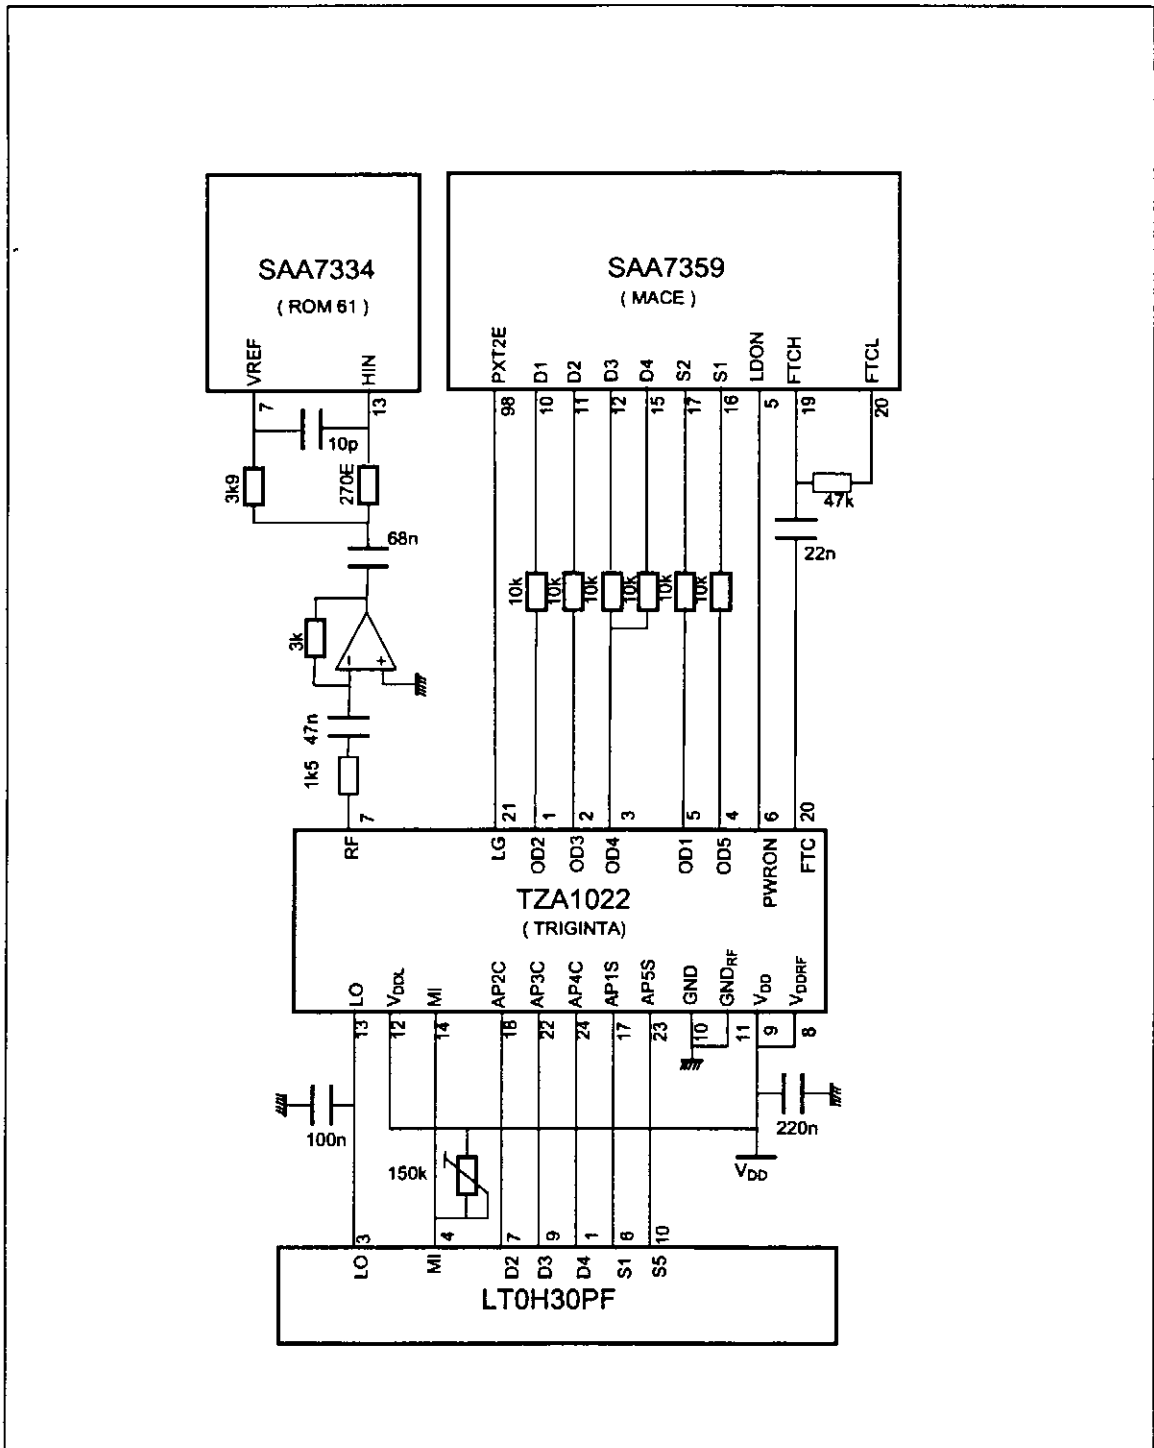 SAA7334
( ROM 61 )
VREF
HIN
7
13
SAA7359
( MACE )
PXT2E
D1
D2
D3
D4
S2
S1
LDON
FTCH
FTCL
98
10
11
12
15
17
16
5
19
20
10p
3k9
270E
47k
68n
22n
10k
10k
10k
10k
10k
10k
3k
-
+
47n
1k5
7
21
1
2
3
5
4
6
20
RF
LG
OD2
OD3
OD4
OD1
OD5
PWRON
FTC
TZA1022
( TRIGINTA)
LO
VDDL
MI
AP2C
AP3C
AP4C
AP1S
AP5S
GND
GNDRF
VDD
VDDRF
13
12
14
18
22
24
17
23
10
11
9
8
100n
220n
150k
VDD
3
4
7
9
1
6
10
LO
MI
D2
D3
D4
S1
S5
LT0H30PF